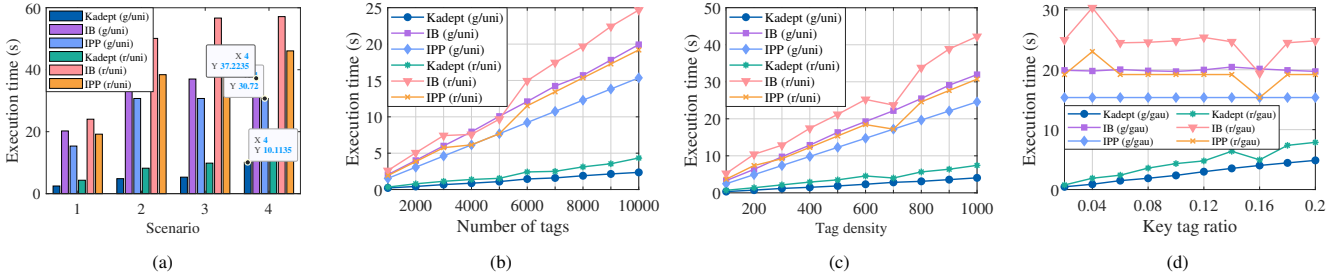 Execution time (s)
60
40
20
0
Kadept (g/uni)
IB (g/uni)
IPP (g/uni)
Kadept (r/uni)
IB (r/uni)
IPP (r/uni)
X 4
Y 37.2235
Y 30.72
X 4
Y 10.1135
1 2 3 4
Scenario
(a)
Execution time (s)
25
20
15
10
5
0
Kadept (g/uni)
IB (g/uni)
IPP (g/uni)
Kadept (r/uni)
IB (r/uni)
IPP (r/uni)
2000 4000 6000 8000 10000
Number of tags
(b)
Execution time (s)
50
40
30
20
10
0
Kadept (g/uni)
IB (g/uni)
IPP (g/uni)
Kadept (r/uni)
IB (r/uni)
IPP (r/uni)
200 400 600 800 1000
Tag density
(c)
Execution time (s)
30
20
10
0
Kadept (g/gau) Kadept (r/gau)
IB (g/gau) IB (r/gau)
IPP (g/gau) IPP (r/gau)
0.04 0.08 0.12 0.16 0.2
Key tag ratio
(d)